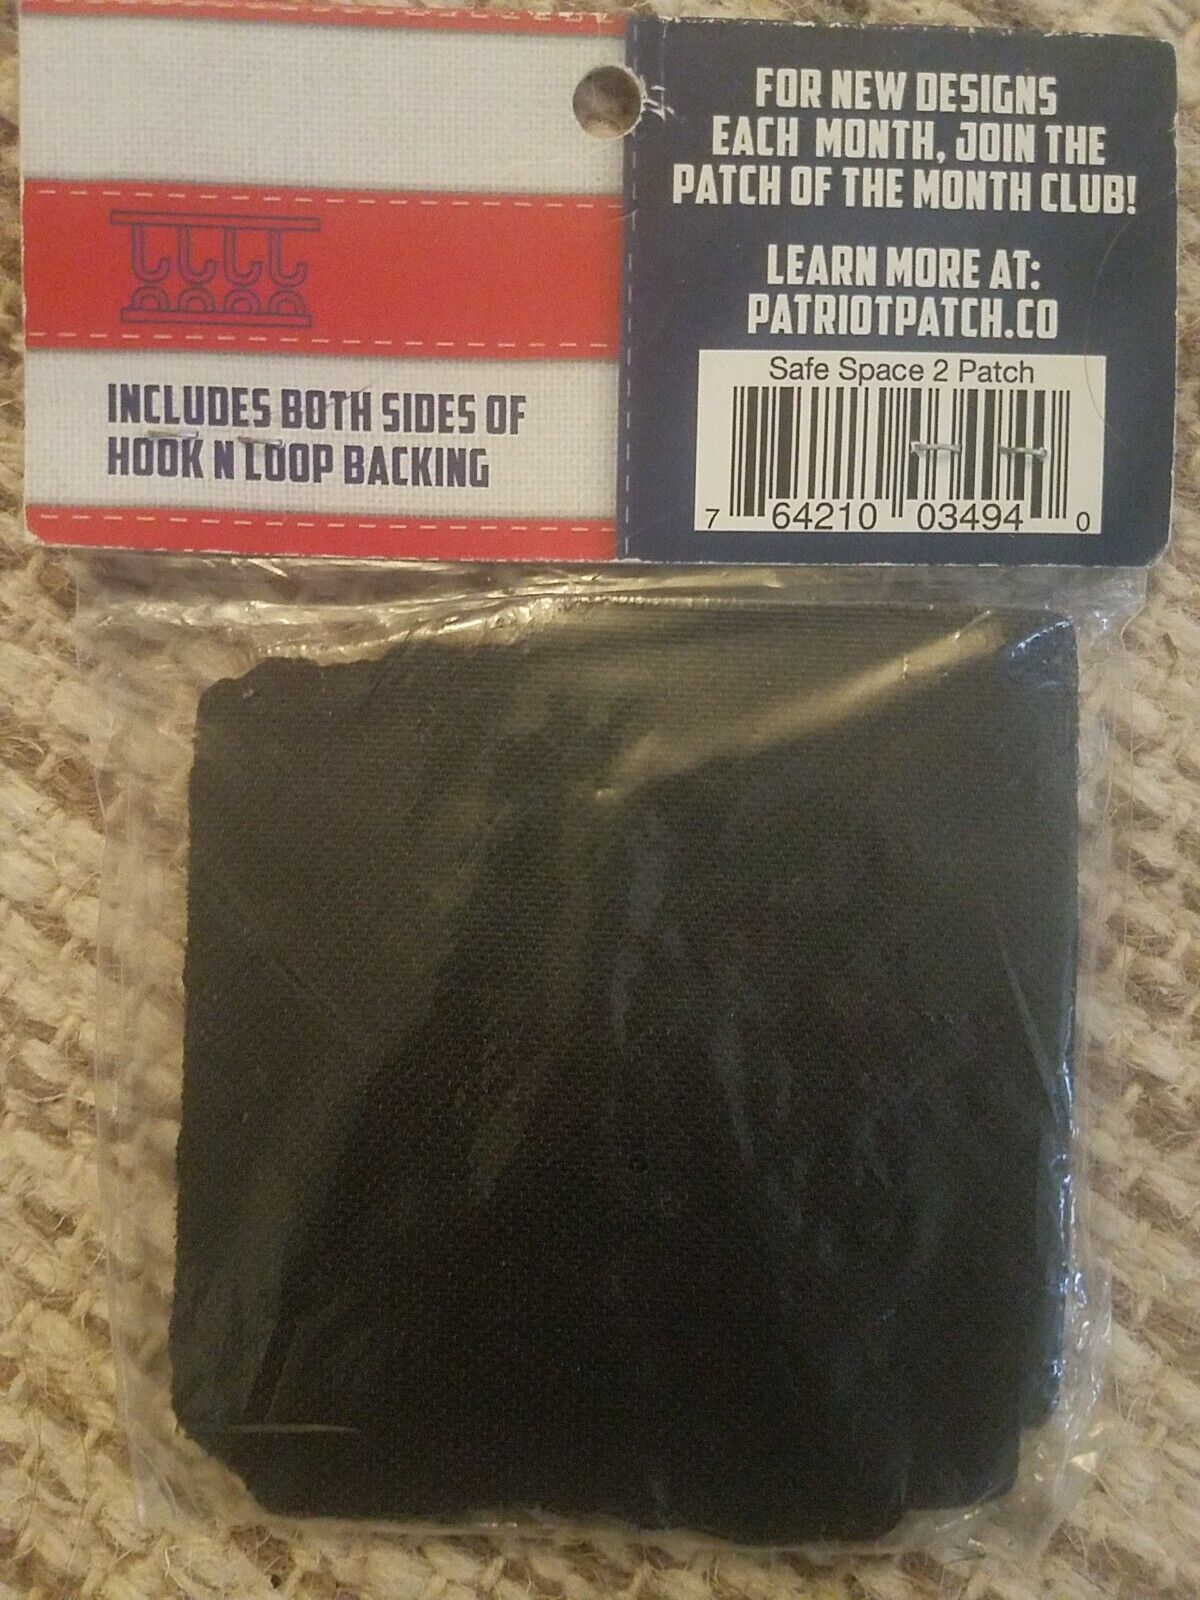 FOR NEW DESIGNS
EACH MONTH, JOIN THE
PATCH OF THE MONTH CLUB!
LEARN MORE AT:
PATRIOTPATCH.CO
Safe Space 2 Patch
7 64210 03494 0
INCLUDES BOTH SIDES OF
HOOK N LOOP BACKING